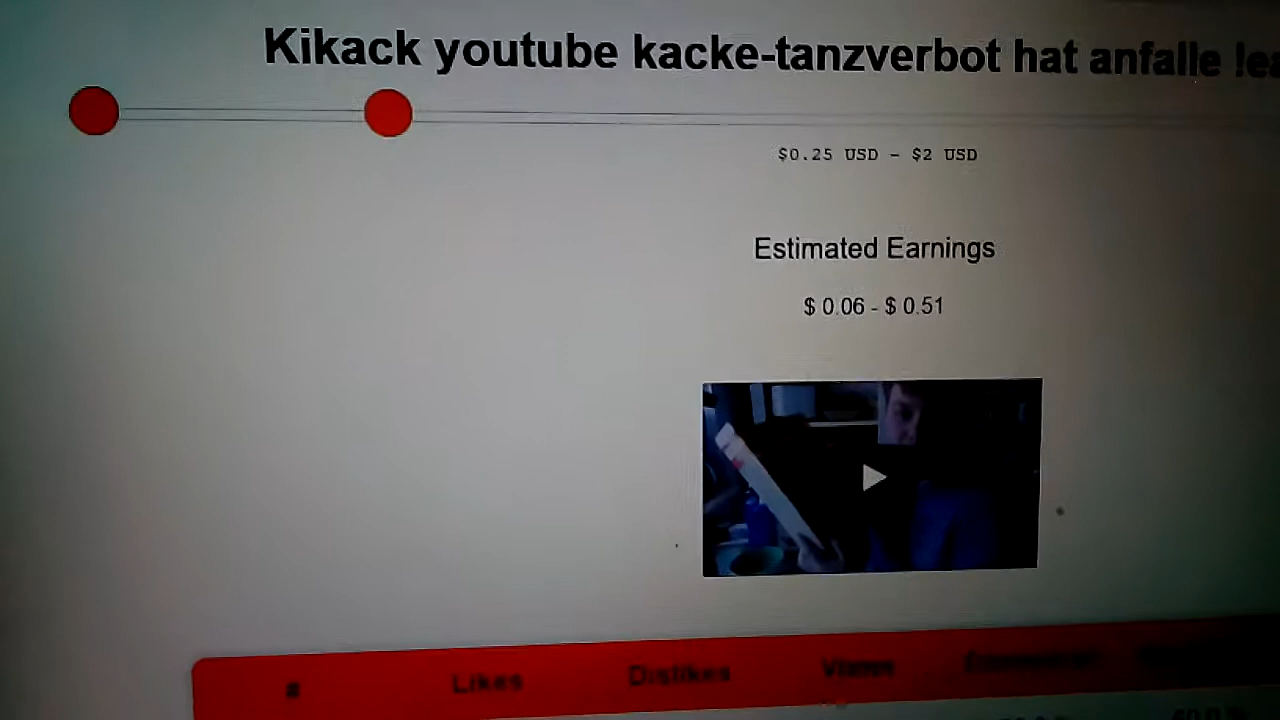 Kikack youtube kacke-tanzverbot hat anfalle
$0.25 USD - $2 USD
Estimated Earnings
$ 0.06 - $ 0.51
# Likes Dislikes Views